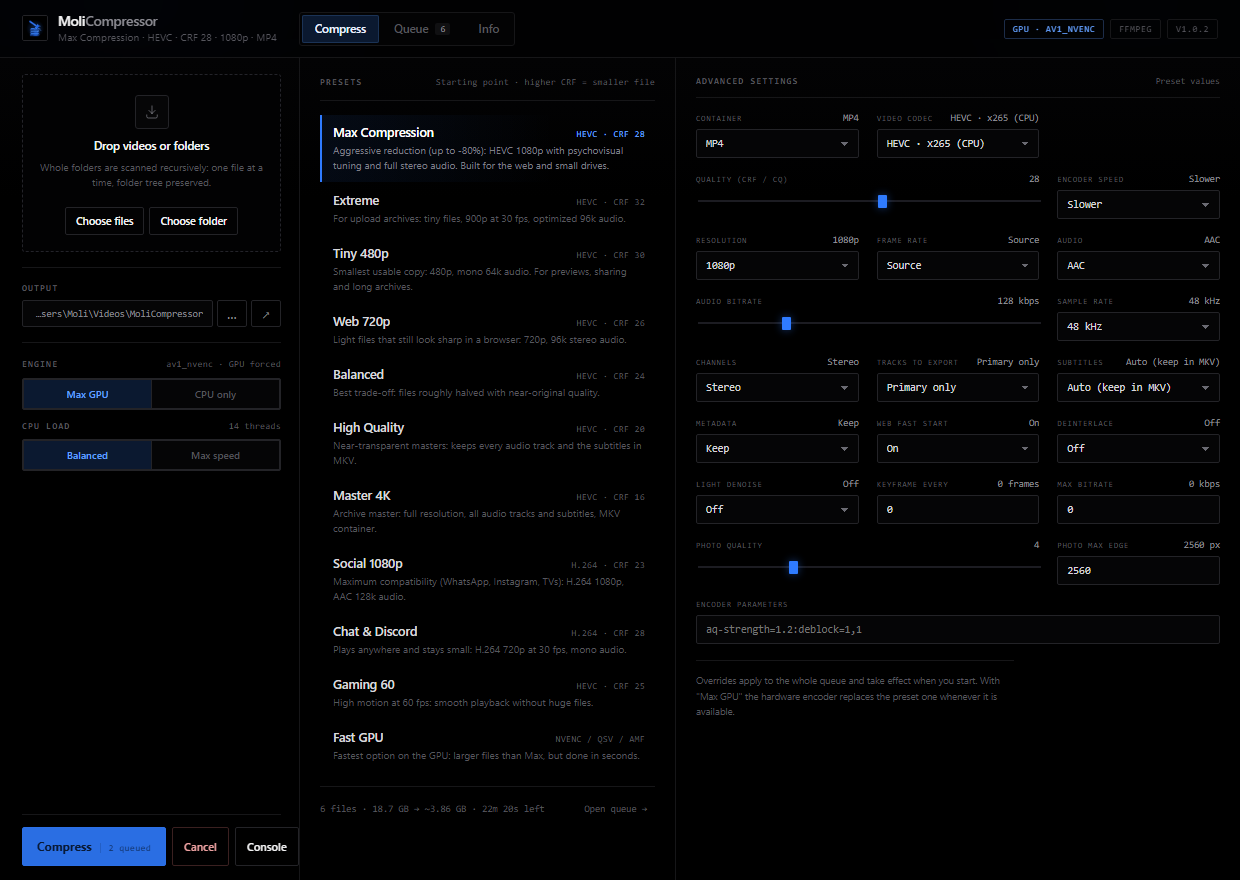 MoliCompressor
Max Compression · HEVC · CRF 28 · 1080p · MP4
Compress
Queue 6
Info
GPU · AV1_NVENC
FFMPEG
V1.0.2
Drop videos or folders
Whole folders are scanned recursively: one file at a
time, folder tree preserved.
Choose files
Choose folder
OUTPUT
…sers\Moli\Videos\MoliCompressor
...
↗
ENGINE
av1_nvenc · GPU forced
Max GPU
CPU only
CPU LOAD
14 threads
Balanced
Max speed
Compress 2 queued
Cancel
Console
PRESETS
Starting point · higher CRF = smaller file
Max Compression
HEVC · CRF 28
Aggressive reduction (up to -80%): HEVC 1080p with psychovisual
tuning and full stereo audio. Built for the web and small drives.
Extreme
HEVC · CRF 32
For upload archives: tiny files, 900p at 30 fps, optimized 96k audio.
Tiny 480p
HEVC · CRF 30
Smallest usable copy: 480p, mono 64k audio. For previews, sharing
and long archives.
Web 720p
HEVC · CRF 26
Light files that still look sharp in a browser: 720p, 96k stereo audio.
Balanced
HEVC · CRF 24
Best trade-off: files roughly halved with near-original quality.
High Quality
HEVC · CRF 20
Near-transparent masters: keeps every audio track and the subtitles in
MKV.
Master 4K
HEVC · CRF 16
Archive master: full resolution, all audio tracks and subtitles, MKV
container.
Social 1080p
H.264 · CRF 23
Maximum compatibility (WhatsApp, Instagram, TVs): H.264 1080p,
AAC 128k audio.
Chat & Discord
H.264 · CRF 28
Plays anywhere and stays small: H.264 720p at 30 fps, mono audio.
Gaming 60
HEVC · CRF 25
High motion at 60 fps: smooth playback without huge files.
Fast GPU
NVENC / QSV / AMF
Fastest option on the GPU: larger files than Max, but done in seconds.
6 files · 18.7 GB → ~3.86 GB · 22m 20s left
Open queue →
ADVANCED SETTINGS
Preset values
CONTAINER MP4
MP4
VIDEO CODEC HEVC · x265 (CPU)
HEVC · x265 (CPU)
QUALITY (CRF / CQ) 28
ENCODER SPEED Slower
Slower
RESOLUTION 1080p
1080p
FRAME RATE Source
Source
AUDIO AAC
AAC
AUDIO BITRATE 128 kbps
SAMPLE RATE 48 kHz
48 kHz
CHANNELS Stereo
Stereo
TRACKS TO EXPORT Primary only
Primary only
SUBTITLES Auto (keep in MKV)
Auto (keep in MKV)
METADATA Keep
Keep
WEB FAST START On
On
DEINTERLACE Off
Off
LIGHT DENOISE Off
Off
KEYFRAME EVERY 0 frames
0
MAX BITRATE 0 kbps
0
PHOTO QUALITY 4
PHOTO MAX EDGE 2560 px
2560
ENCODER PARAMETERS
aq-strength=1.2:deblock=1,1
Overrides apply to the whole queue and take effect when you start. With
"Max GPU" the hardware encoder replaces the preset one whenever it is
available.